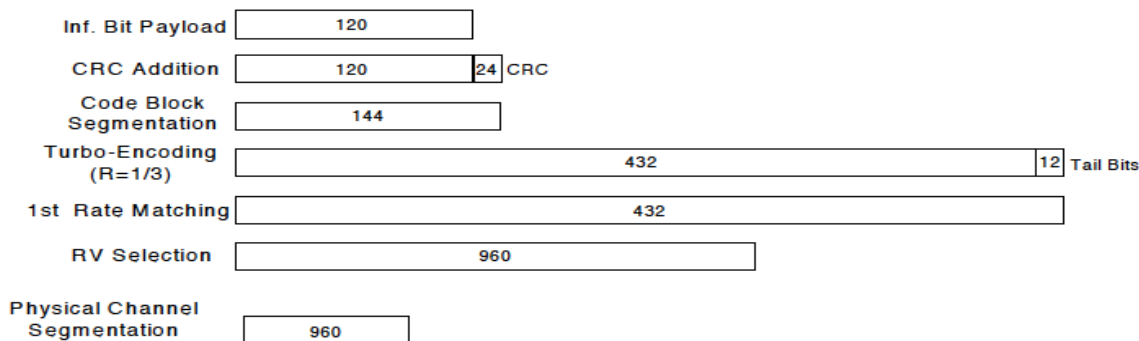 Inf. Bit Payload 120
CRC Addition 120 24 CRC
Code Block
Segmentation 144
Turbo-Encoding
(R=1/3) 432 12 Tail Bits
1st Rate Matching 432
RV Selection 960
Physical Channel
Segmentation 960